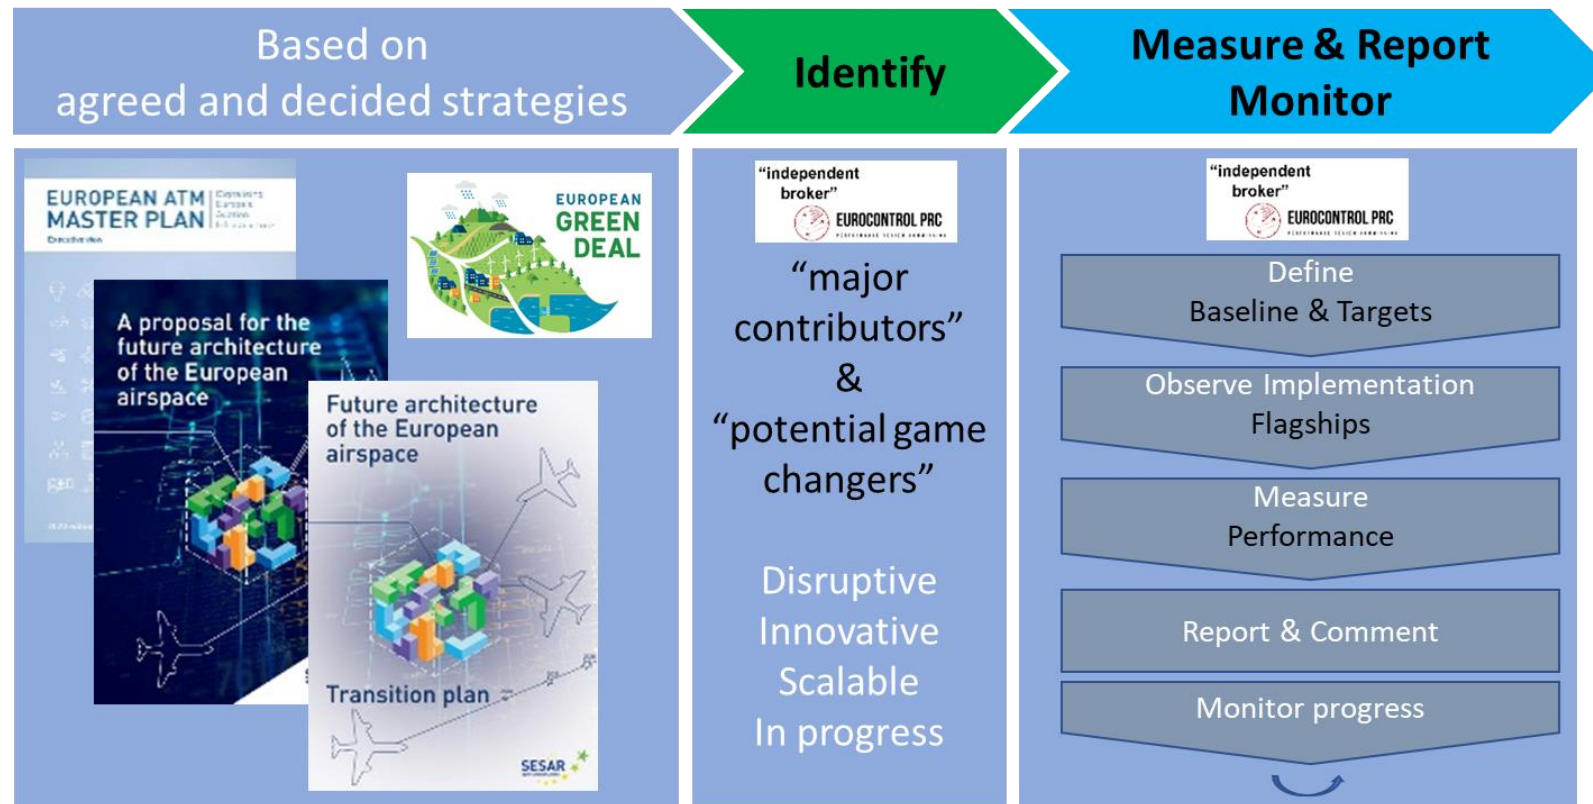 Based on
agreed and decided strategies
Identify
Measure & Report
Monitor
EUROPEAN ATM
MASTER PLAN
Executive view
A proposal for the
future architecture
of the European
airspace
Future architecture
of the European
airspace
Transition plan
SESAR
EUROPEAN
GREEN
DEAL
“independent
broker”
EUROCONTROL PRC
“major
contributors”
&
“potential game
changers”
Disruptive
Innovative
Scalable
In progress
“independent
broker”
EUROCONTROL PRC
Define
Baseline & Targets
Observe Implementation
Flagships
Measure
Performance
Report & Comment
Monitor progress